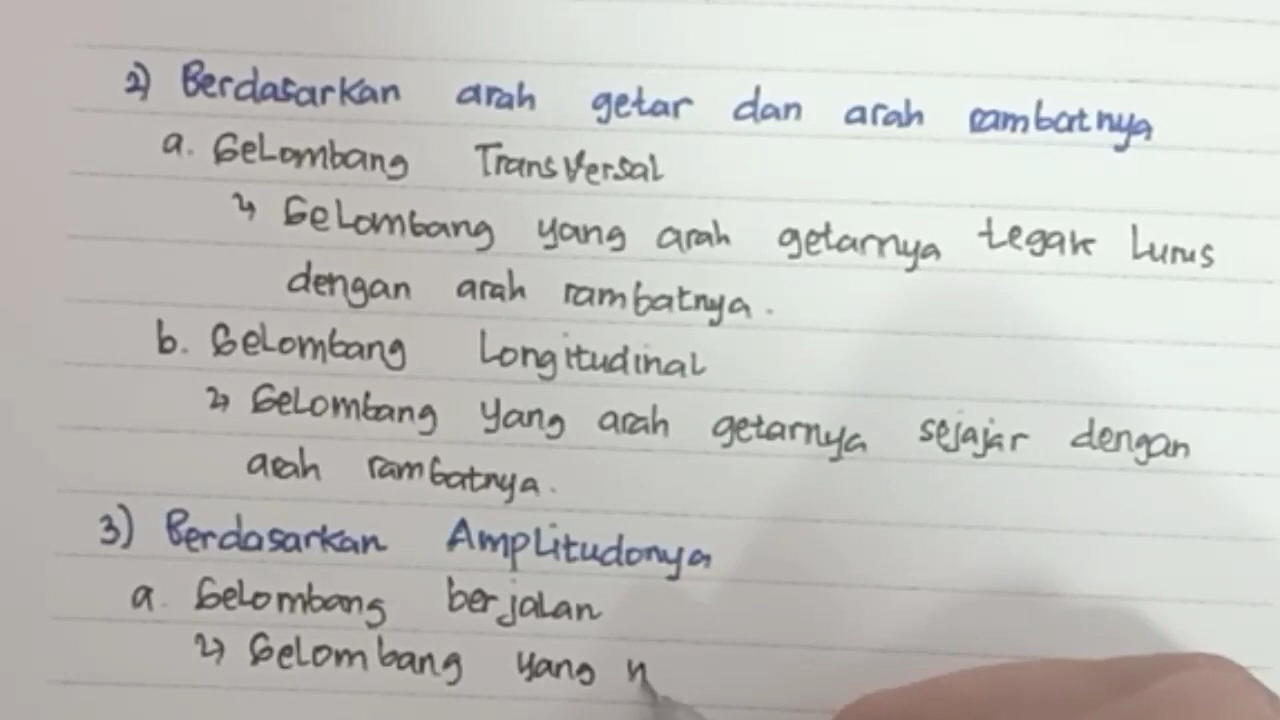 2) Berdasarkan arah getar dan arah rambatnya
a. Gelombang Transversal
↳ Gelombang yang arah getarnya tegak lurus
dengan arah rambatnya.
b. Gelombang Longitudinal
↳ Gelombang yang arah getarnya sejajar dengan
arah rambatnya.
3) Berdasarkan Amplitudonya
a. Gelombang berjalan
↳ Gelombang yang